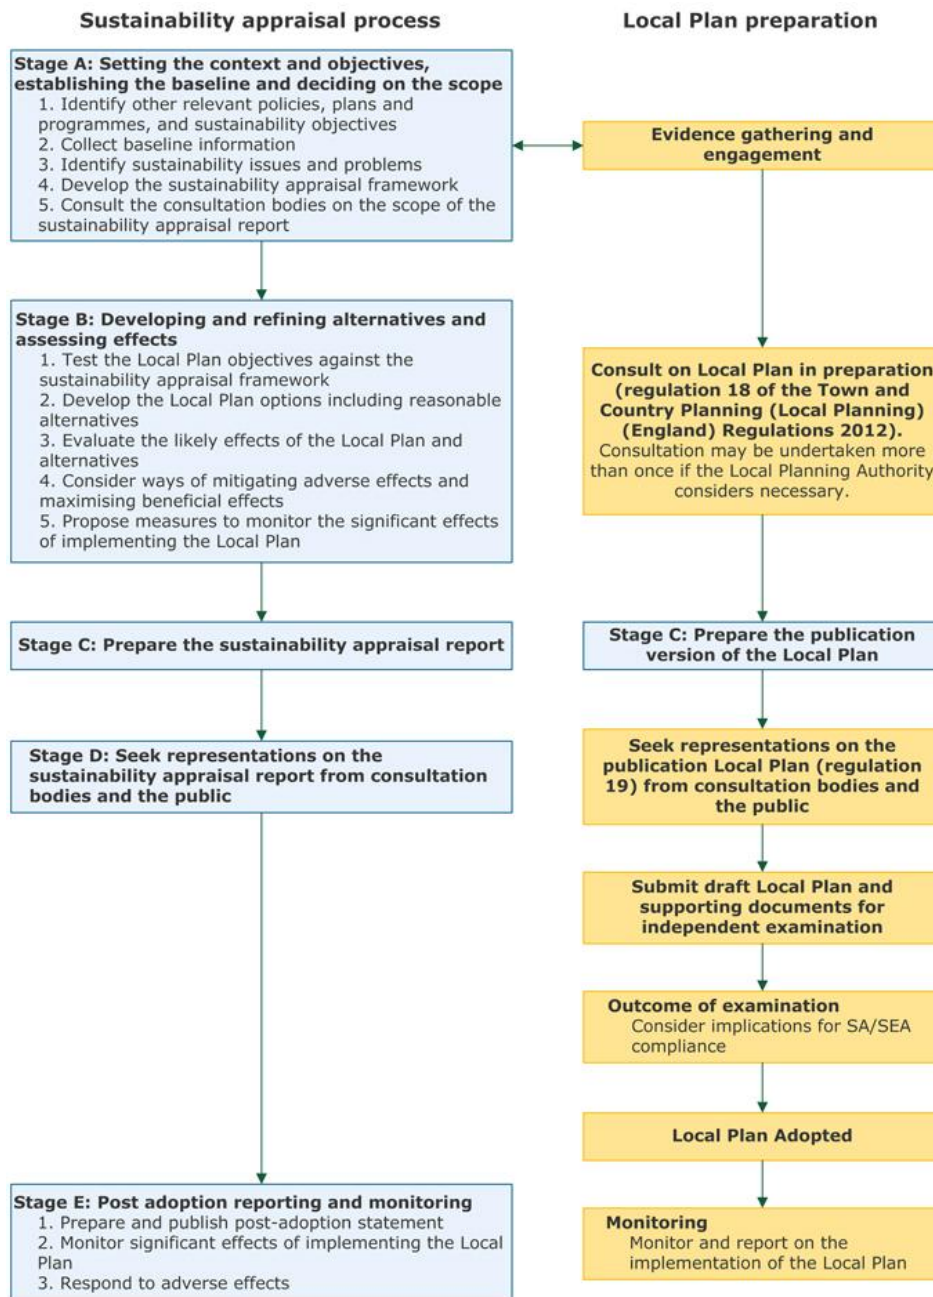 Sustainability appraisal process
Local Plan preparation
Stage A: Setting the context and objectives,
establishing the baseline and deciding on the scope
1. Identify other relevant policies, plans and
programmes, and sustainability objectives
2. Collect baseline information
3. Identify sustainability issues and problems
4. Develop the sustainability appraisal framework
5. Consult the consultation bodies on the scope of the
sustainability appraisal report
Evidence gathering and
engagement
Stage B: Developing and refining alternatives and
assessing effects
1. Test the Local Plan objectives against the
sustainability appraisal framework
2. Develop the Local Plan options including reasonable
alternatives
3. Evaluate the likely effects of the Local Plan and
alternatives
4. Consider ways of mitigating adverse effects and
maximising beneficial effects
5. Propose measures to monitor the significant effects
of implementing the Local Plan
Consult on Local Plan in preparation
(regulation 18 of the Town and
Country Planning (Local Planning)
(England) Regulations 2012).
Consultation may be undertaken more
than once if the Local Planning Authority
considers necessary.
Stage C: Prepare the sustainability appraisal report
Stage C: Prepare the publication
version of the Local Plan
Stage D: Seek representations on the
sustainability appraisal report from consultation
bodies and the public
Seek representations on the
publication Local Plan (regulation
19) from consultation bodies and
the public
Submit draft Local Plan and
supporting documents for
independent examination
Outcome of examination
Consider implications for SA/SEA
compliance
Local Plan Adopted
Stage E: Post adoption reporting and monitoring
1. Prepare and publish post-adoption statement
2. Monitor significant effects of implementing the Local
Plan
3. Respond to adverse effects
Monitoring
Monitor and report on the
implementation of the Local Plan